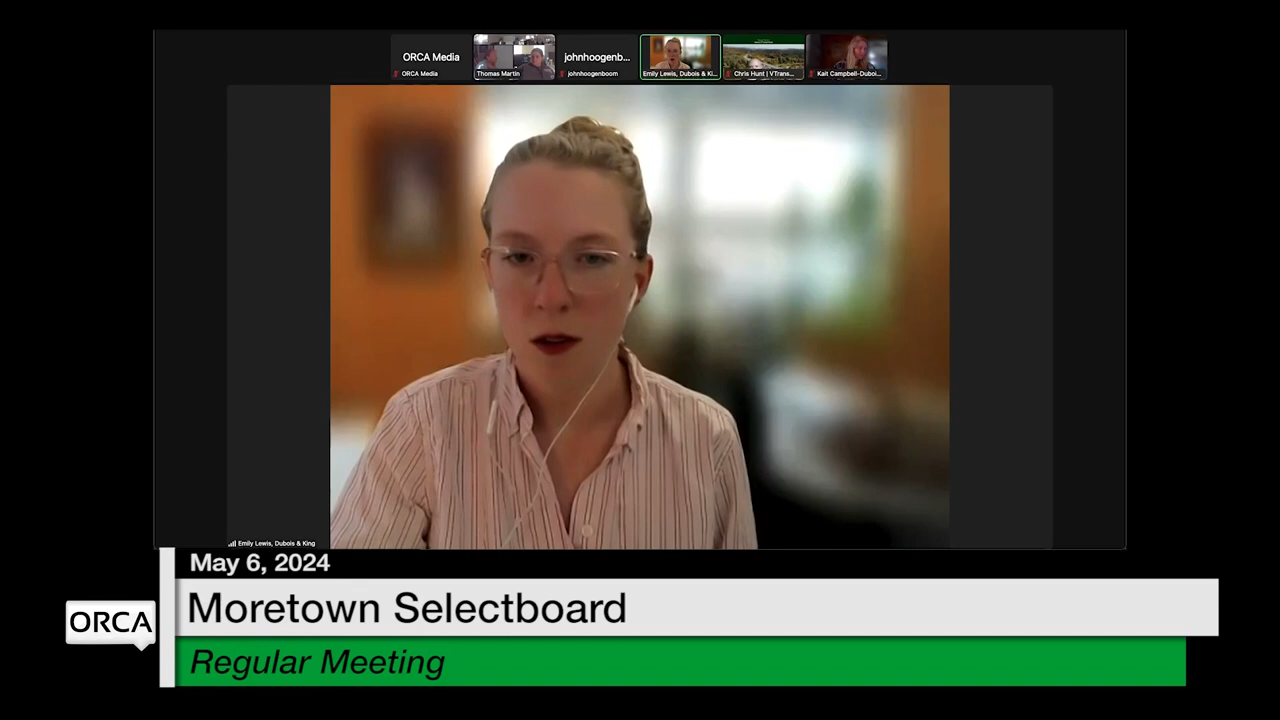 ORCA Media
johnhoogenb...
ORCA Media
Thomas Martin
johnhoogenboom
Emily Lewis, Dubois & Ki...
Chris Hunt | VTrans...
Kait Campbell-Duboi...
Emily Lewis, Dubois & King
May 6, 2024
Moretown Selectboard
ORCA
Regular Meeting